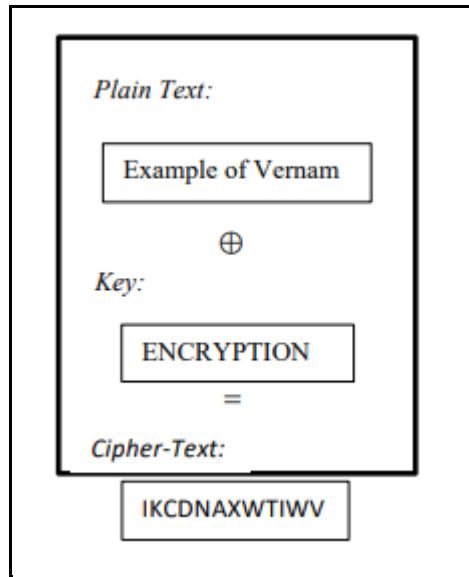 Plain Text:
Example of Vernam
⊕
Key:
ENCRYPTION
=
Cipher-Text:
IKCDNAXWTIWV